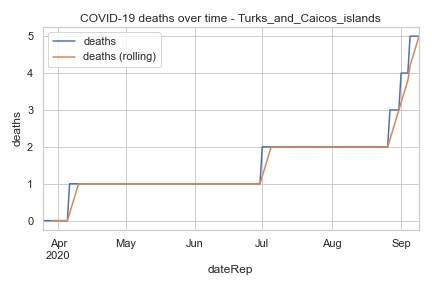 COVID-19 deaths over time - Turks_and_Caicos_islands
deaths
deaths (rolling)
5
4
3
2
1
0
deaths
Apr May Jun Jul Aug Sep
2020
dateRep